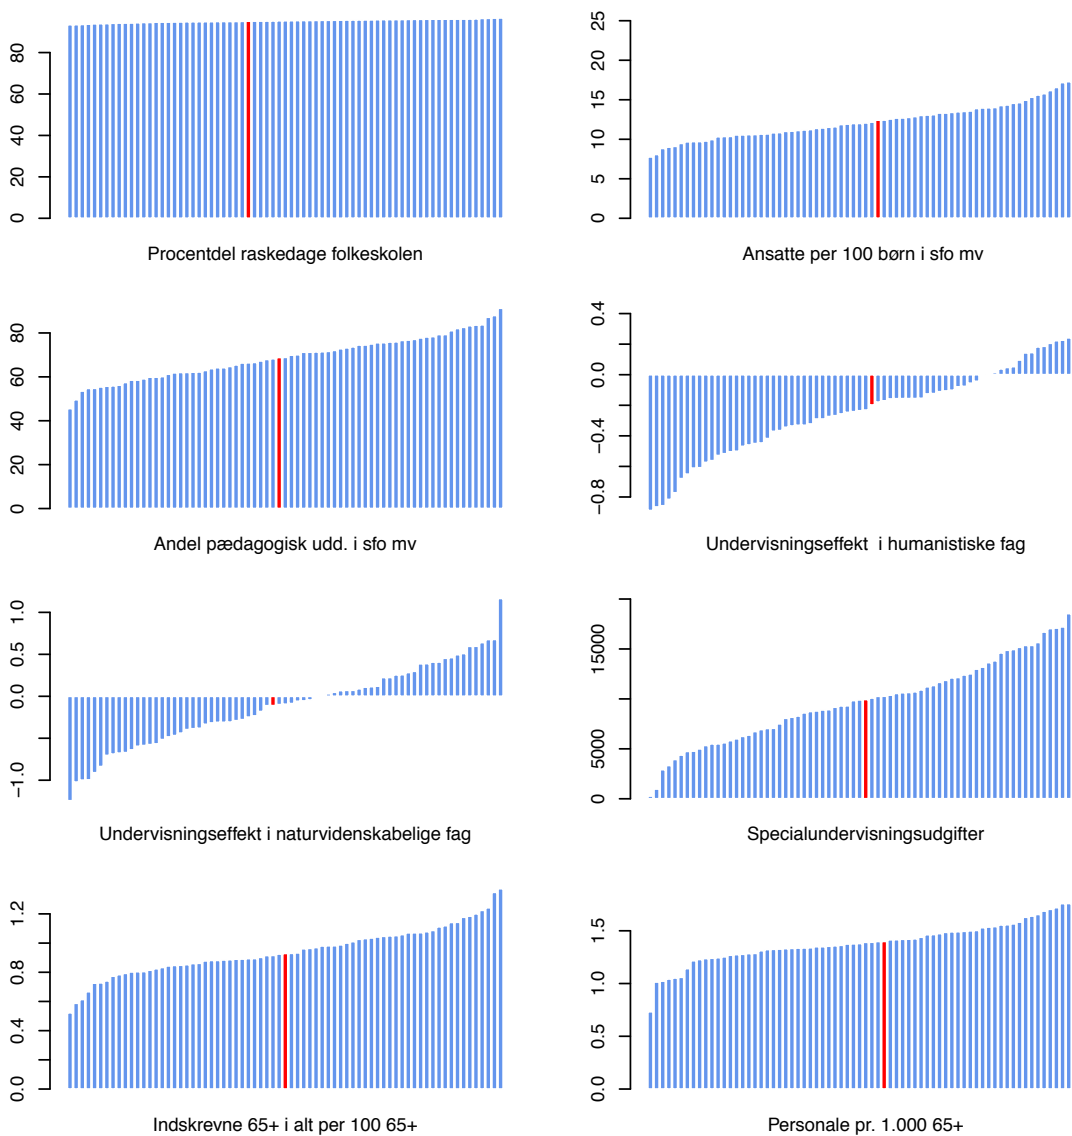 0 20 40 60 80
Procentdel raskedage folkeskolen
0 5 10 15 20 25
Ansatte per 100 børn i sfo mv
0 20 40 60 80
Andel pædagogisk udd. i sfo mv
−0.8 −0.4 0.0 0.4
Undervisningseffekt i humanistiske fag
−1.0 0.0 0.5 1.0
Undervisningseffekt i naturvidenskabelige fag
0 5000 15000
Specialundervisningsudgifter
0.0 0.4 0.8 1.2
Indskrevne 65+ i alt per 100 65+
0.0 0.5 1.0 1.5
Personale pr. 1.000 65+